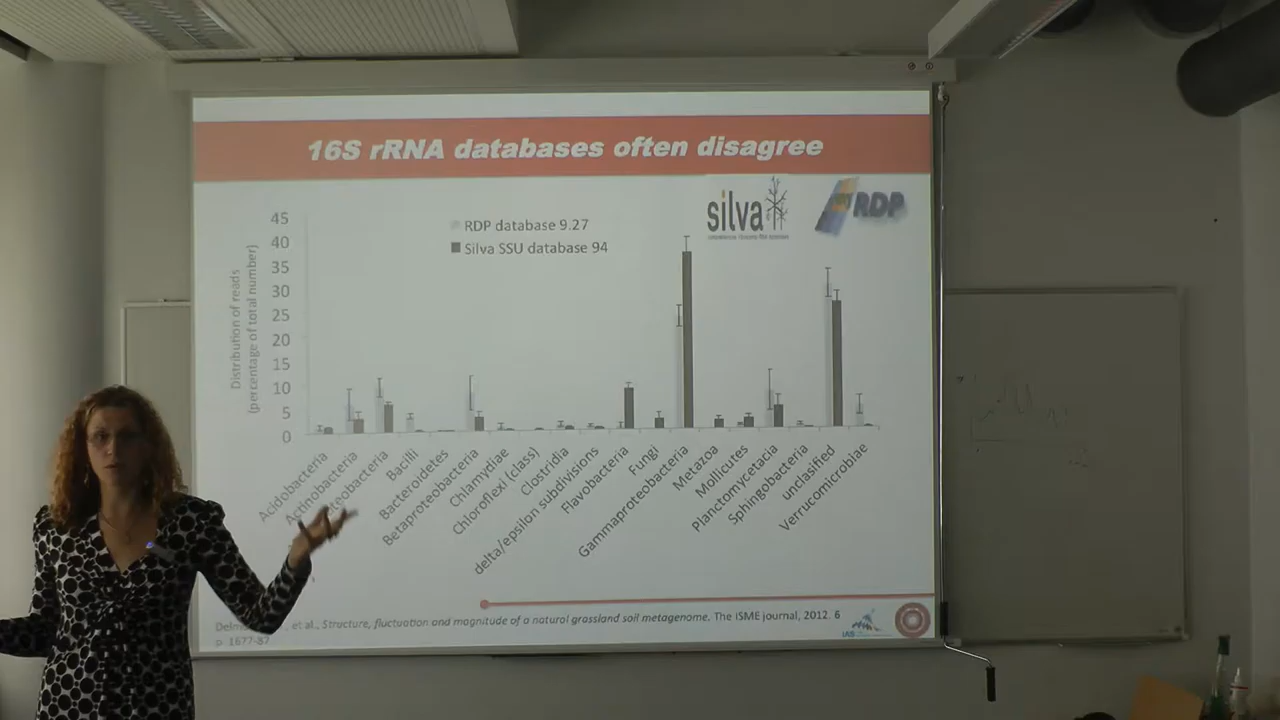 16S rRNA databases often disagree
silva
RDP
RDP database 9.27
Silva SSU database 94
Distribution of reads
(percentage of total number)
45
40
35
30
25
20
15
10
5
0
Acidobacteria
Actinobacteria
Bacilli
Bacteroidetes
Betaproteobacteria
Chlamydiae
Chloroflexi (class)
Clostridia
delta/epsilon subdivisions
Flavobacteria
Fungi
Gammaproteobacteria
Metazoa
Mollicutes
Planctomycetacia
Sphingobacteria
unclassified
Verrucomicrobiae
et al., Structure, fluctuation and magnitude of a natural grassland soil metagenome. The ISME journal, 2012. 6
p 1677-87
IAS